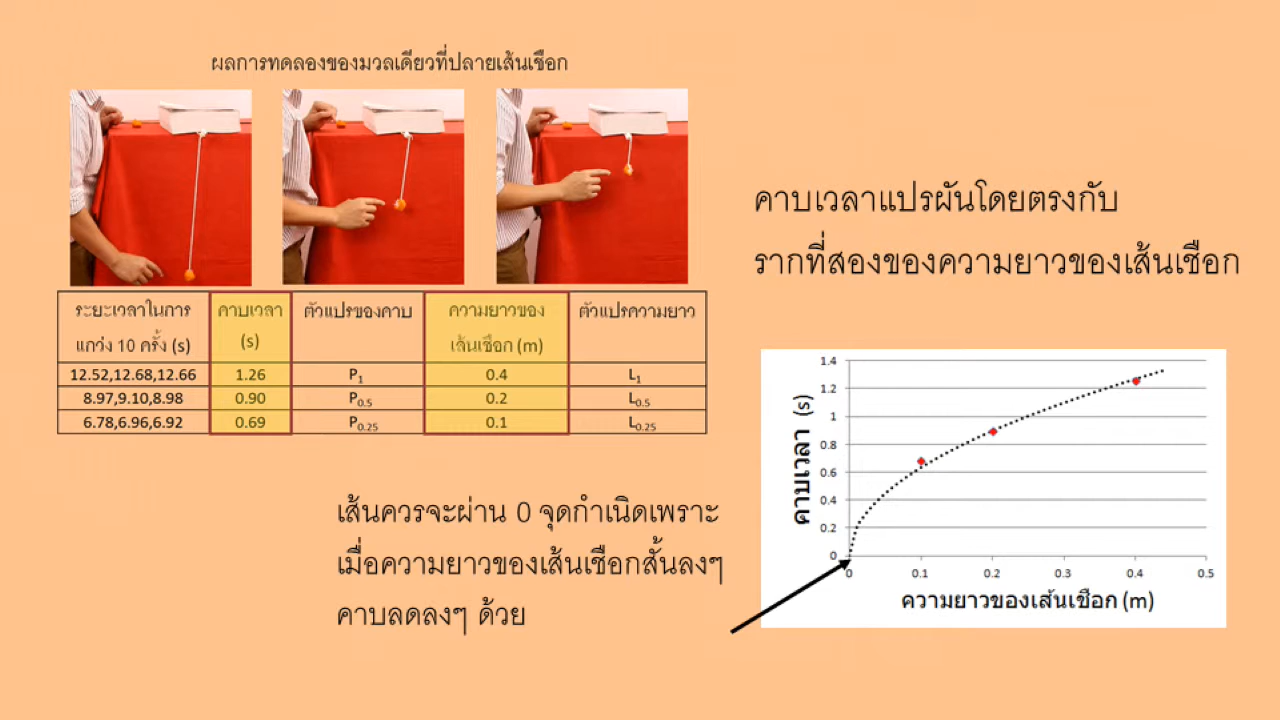 ผลการทดลองของมวลเดียวที่ปลายเส้นเชือก
คาบเวลาแปรผันโดยตรงกับ
รากที่สองของความยาวของเส้นเชือก
ระยะเวลาในการ คาบเวลา ตัวแปรของคาบ ความยาวของ ตัวแปรความยาว
แกว่ง 10 ครั้ง (s) (s) เส้นเชือก (m)
12.52,12.68,12.66 1.26 P1 0.4 L1
8.97,9.10,8.98 0.90 P0.5 0.2 L0.5
6.78,6.96,6.92 0.69 P0.25 0.1 L0.25
เส้นควรจะผ่าน 0 จุดกำเนิดเพราะ
เมื่อความยาวของเส้นเชือกสั้นลงๆ
คาบลดลงๆ ด้วย
คาบเวลา (s)
1.4
1.2
1
0.8
0.6
0.4
0.2
0
0 0.1 0.2 0.3 0.4 0.5
ความยาวของเส้นเชือก (m)